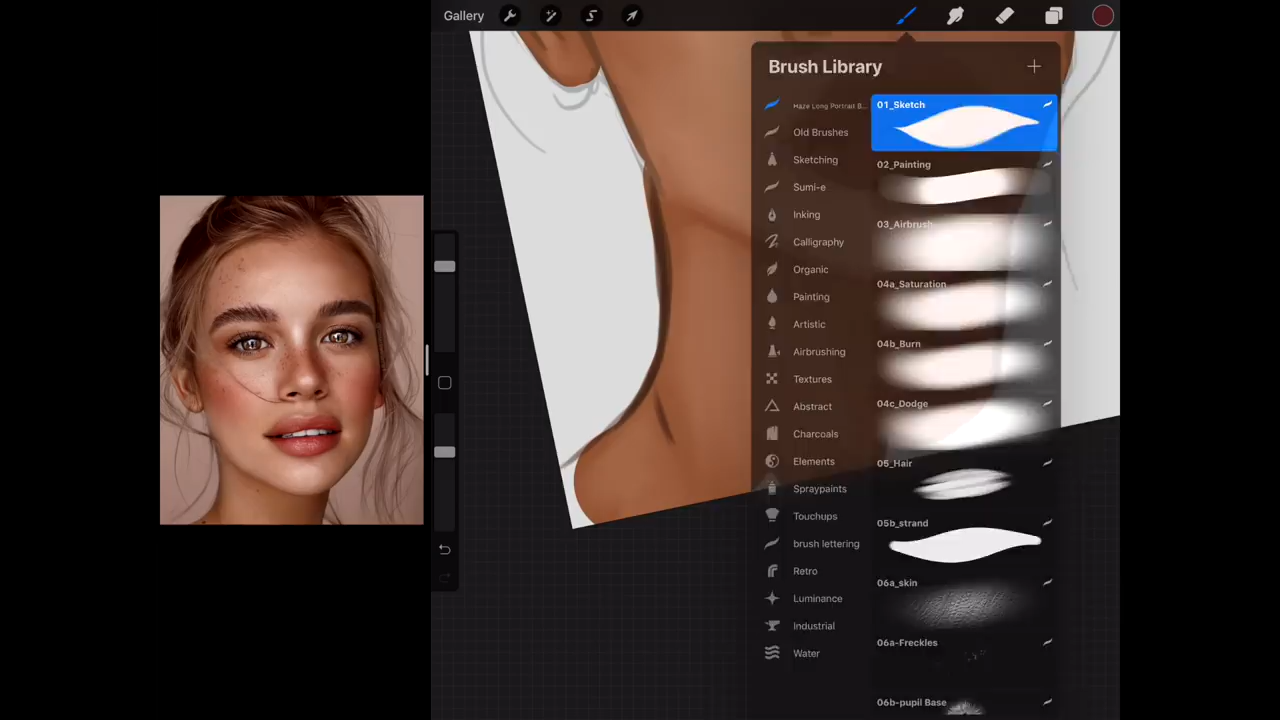 Gallery
Brush Library
Haze Long Portrait B...
Old Brushes
Sketching
Sumi-e
Inking
Calligraphy
Organic
Painting
Artistic
Airbrushing
Textures
Abstract
Charcoals
Elements
Spraypaints
Touchups
brush lettering
Retro
Luminance
Industrial
Water
01_Sketch
02_Painting
03_Airbrush
04a_Saturation
04b_Burn
04c_Dodge
05_Hair
05b_strand
06a_skin
06a-Freckles
06b-pupil Base